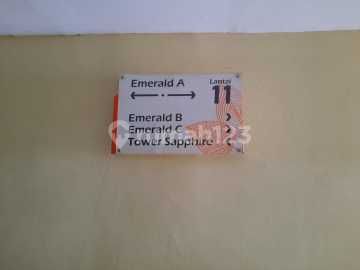 Emerald A
Lantai
11
Emerald B
Emerald C
Tower Sapphire
rumah123